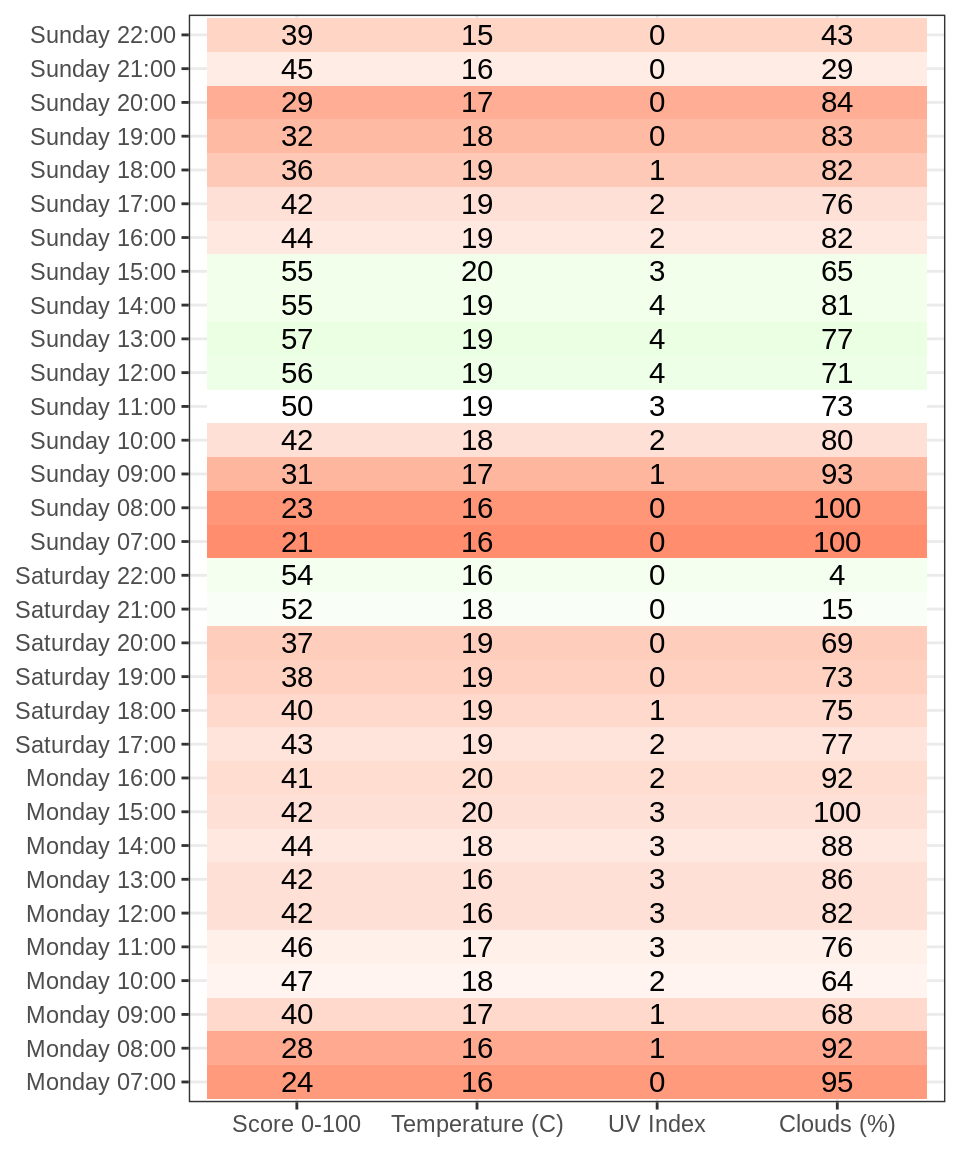 Sunday 22:00 39 15 0 43
Sunday 21:00 45 16 0 29
Sunday 20:00 29 17 0 84
Sunday 19:00 32 18 0 83
Sunday 18:00 36 19 1 82
Sunday 17:00 42 19 2 76
Sunday 16:00 44 19 2 82
Sunday 15:00 55 20 3 65
Sunday 14:00 55 19 4 81
Sunday 13:00 57 19 4 77
Sunday 12:00 56 19 4 71
Sunday 11:00 50 19 3 73
Sunday 10:00 42 18 2 80
Sunday 09:00 31 17 1 93
Sunday 08:00 23 16 0 100
Sunday 07:00 21 16 0 100
Saturday 22:00 54 16 0 4
Saturday 21:00 52 18 0 15
Saturday 20:00 37 19 0 69
Saturday 19:00 38 19 0 73
Saturday 18:00 40 19 1 75
Saturday 17:00 43 19 2 77
Monday 16:00 41 20 2 92
Monday 15:00 42 20 3 100
Monday 14:00 44 18 3 88
Monday 13:00 42 16 3 86
Monday 12:00 42 16 3 82
Monday 11:00 46 17 3 76
Monday 10:00 47 18 2 64
Monday 09:00 40 17 1 68
Monday 08:00 28 16 1 92
Monday 07:00 24 16 0 95
Score 0-100 Temperature (C) UV Index Clouds (%)